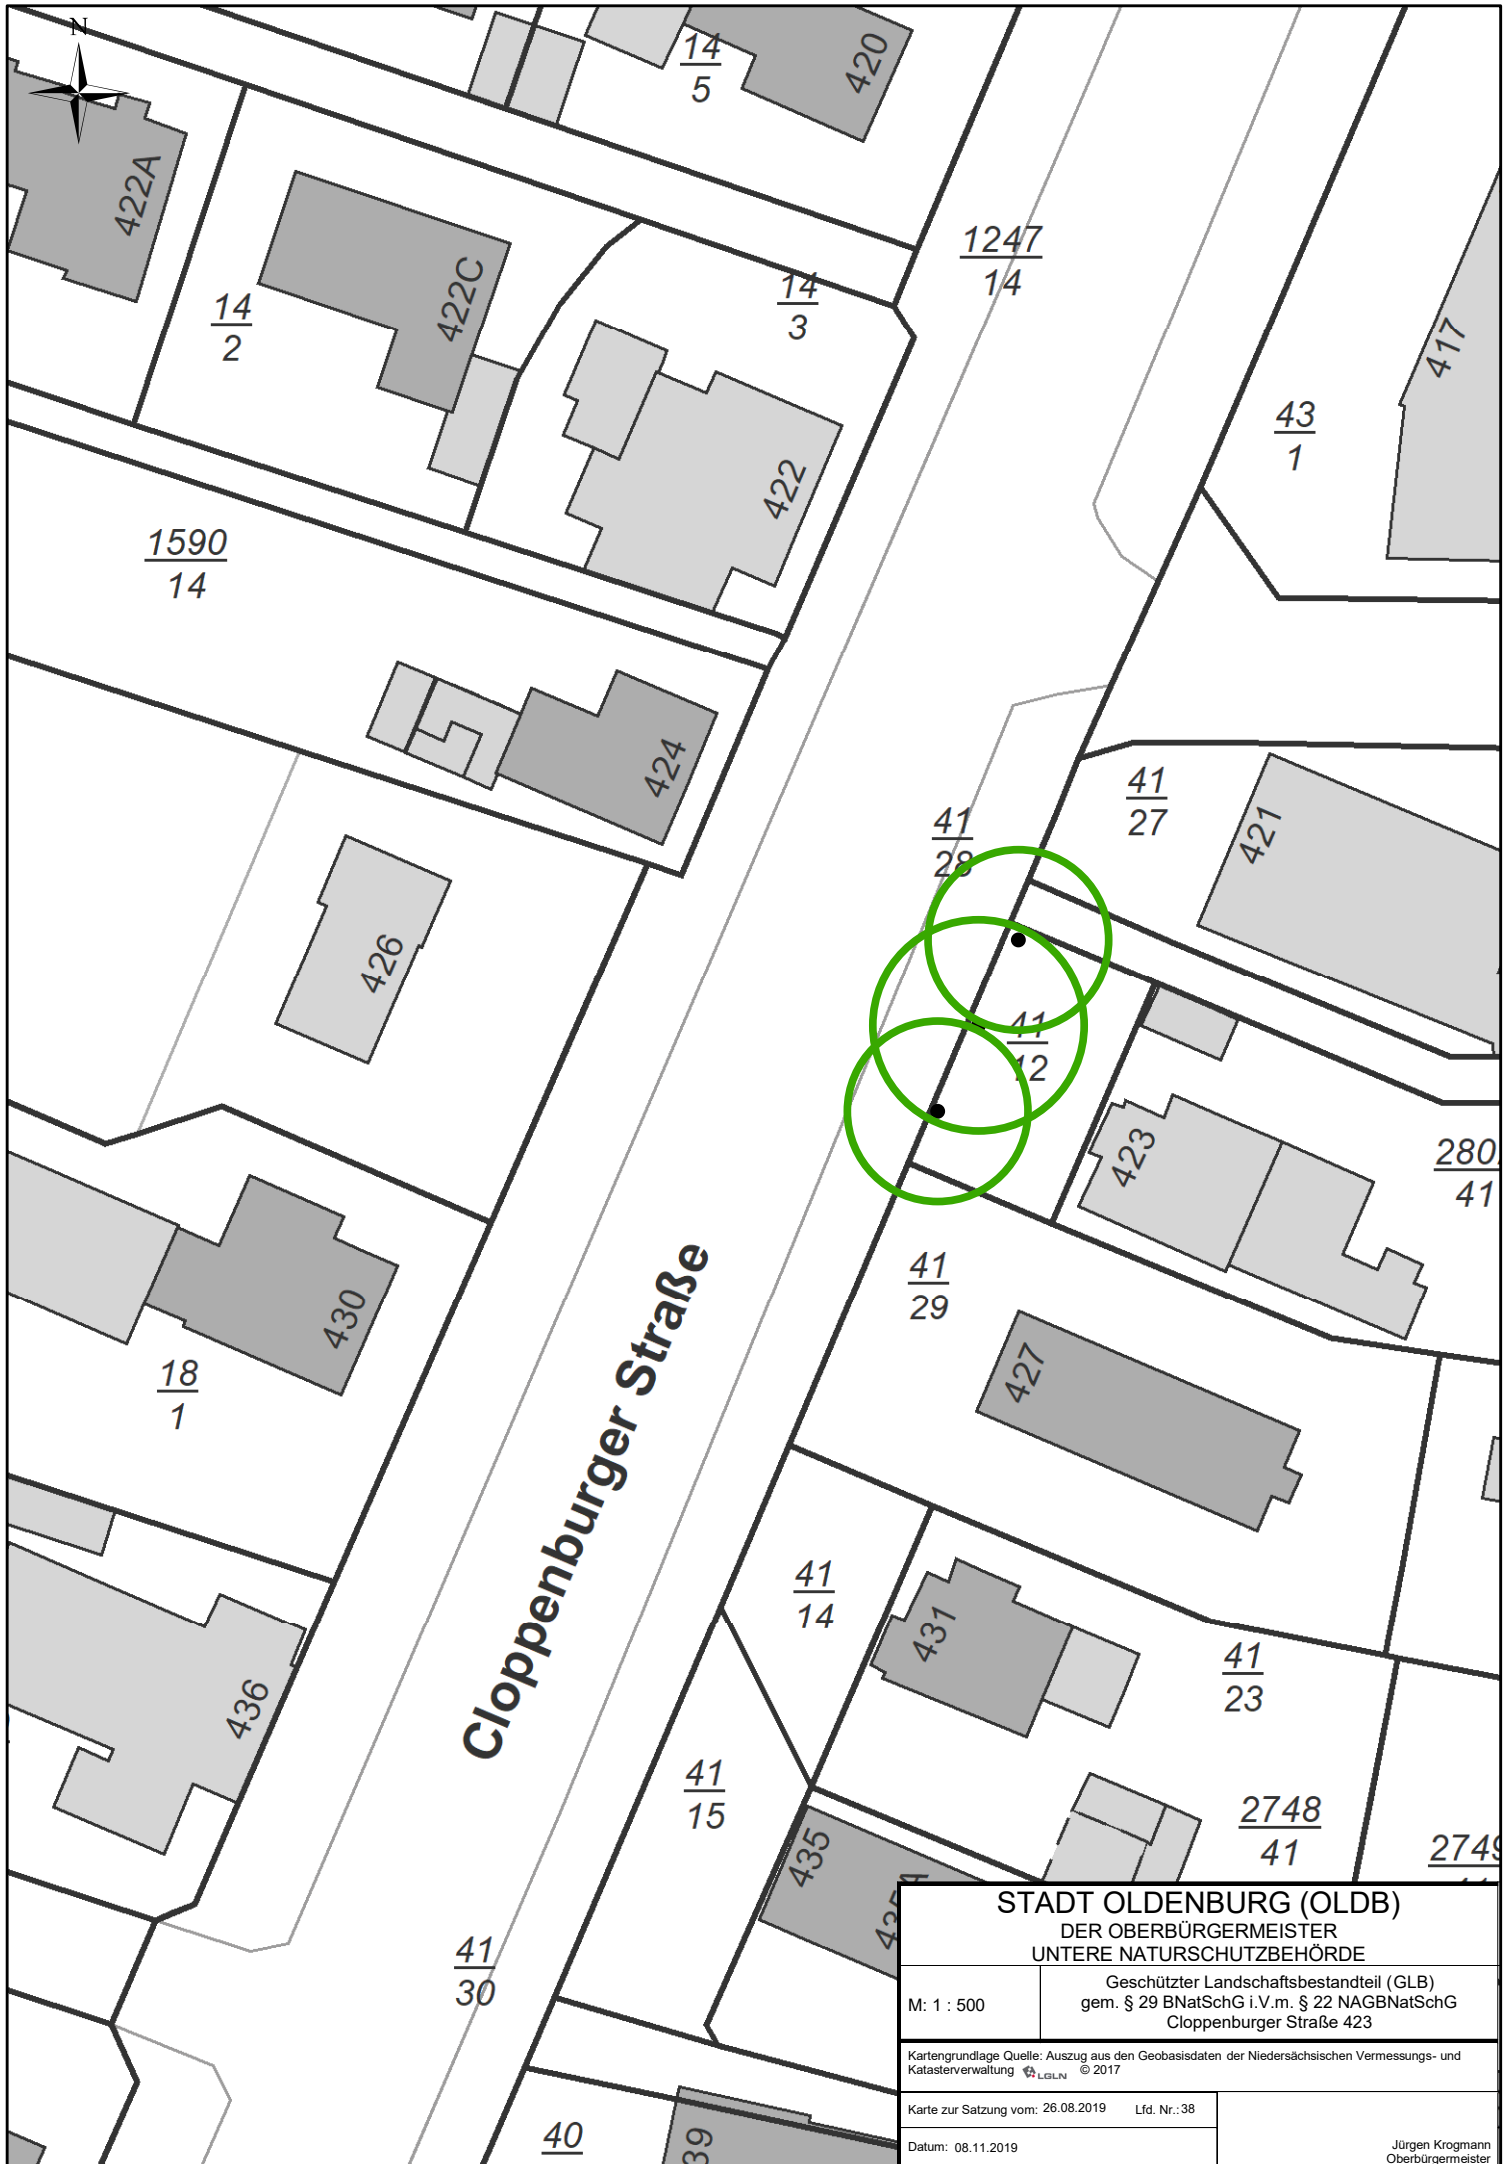 N
14
5
420
422A
1247
14
14
2
422C
14
3
417
43
1
422
1590
14
424
41
27
421
41
28
426
41
12
423
41
430
41
29
427
18
1
Cloppenburger Straße
41
14
431
41
23
436
41
15
2748
41
435
435A
41
30
40
STADT OLDENBURG (OLDB)
DER OBERBÜRGERMEISTER
UNTERE NATURSCHUTZBEHÖRDE
M: 1 : 500
Geschützter Landschaftsbestandteil (GLB)
gem. § 29 BNatSchG i.V.m. § 22 NAGBNatSchG
Cloppenburger Straße 423
Kartengrundlage Quelle: Auszug aus den Geobasisdaten der Niedersächsischen Vermessungs- und
Katasterverwaltung LGLN © 2017
Karte zur Satzung vom: 26.08.2019 Lfd. Nr.: 38
Datum: 08.11.2019
Jürgen Krogmann
Oberbürgermeister